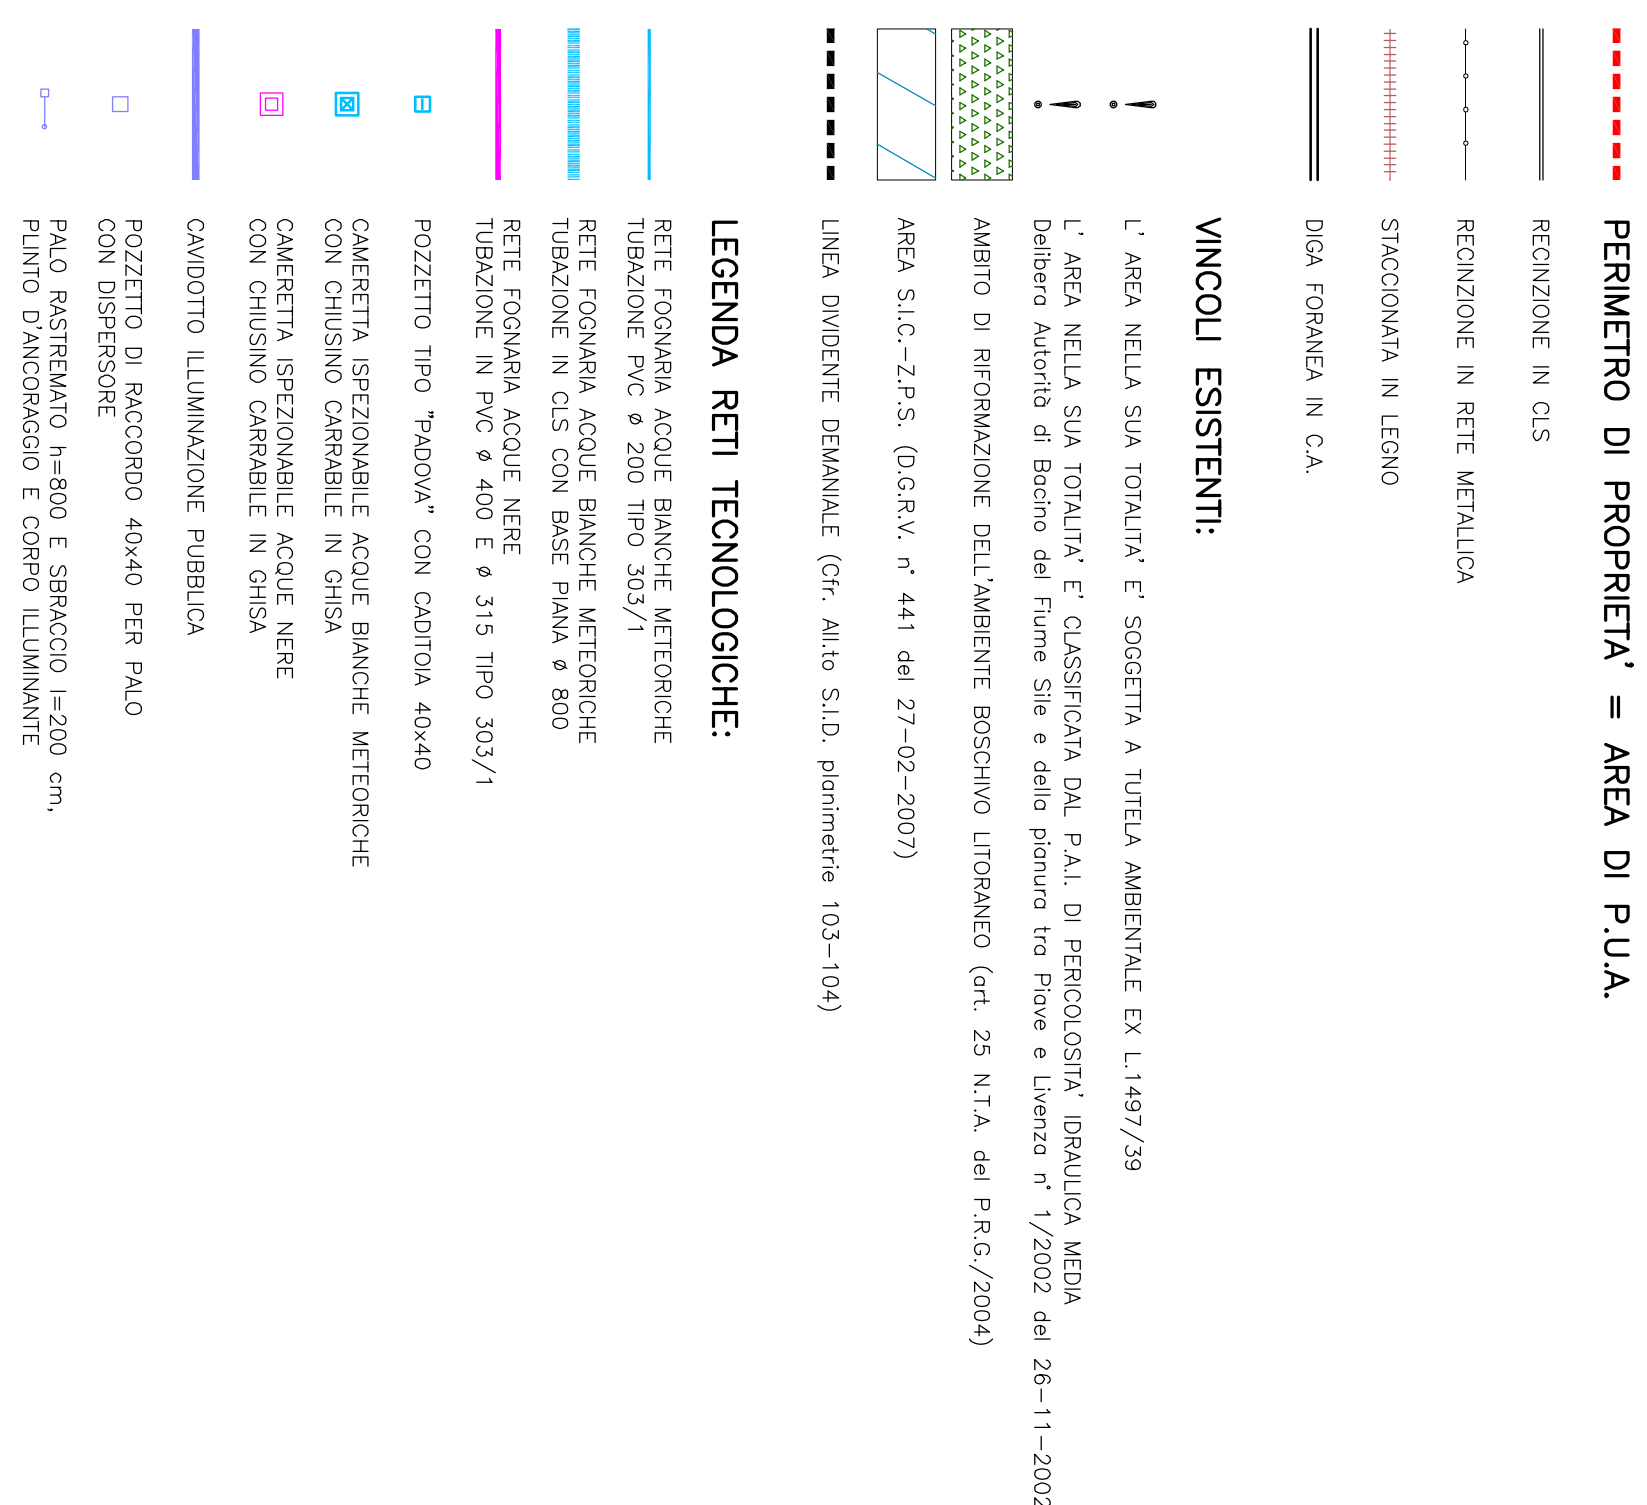 PERIMETRO DI PROPRIETA' = AREA DI P.U.A.
RECINZIONE IN CLS
RECINZIONE IN RETE METALLICA
STACCIONATA IN LEGNO
DIGA FORANEA IN C.A.
VINCOLI ESISTENTI:
L' AREA NELLA SUA TOTALITA' E' SOGGETTA A TUTELA AMBIENTALE EX L.1497/39
L' AREA NELLA SUA TOTALITA' E' CLASSIFICATA DAL P.A.I. DI PERICOLOSITA' IDRAULICA MEDIA
Delibera Autorità di Bacino del Fiume Sile e della pianura tra Piave e Livenza n° 1/2002 del 26-11-2002
AMBITO DI RIFORMAZIONE DELL'AMBIENTE BOSCHIVO LITORANEO (art. 25 N.T.A. del P.R.G./2004)
AREA S.I.C.-Z.P.S. (D.G.R.V. n° 441 del 27-02-2007)
LINEA DIVIDENTE DEMANIALE (Cfr. All.to S.I.D. planimetrie 103-104)
LEGENDA RETI TECNOLOGICHE:
RETE FOGNARIA ACQUE BIANCHE METEORICHE
TUBAZIONE PVC ø 200 TIPO 303/1
RETE FOGNARIA ACQUE BIANCHE METEORICHE
TUBAZIONE IN CLS CON BASE PIANA ø 800
RETE FOGNARIA ACQUE NERE
TUBAZIONE IN PVC ø 400 E ø 315 TIPO 303/1
POZZETTO TIPO "PADOVA" CON CADITOIA 40x40
CAMERETTA ISPEZIONABILE ACQUE BIANCHE METEORICHE
CON CHIUSINO CARRABILE IN GHISA
CAMERETTA ISPEZIONABILE ACQUE NERE
CON CHIUSINO CARRABILE IN GHISA
CAVIDOTTO ILLUMINAZIONE PUBBLICA
POZZETTO DI RACCORDO 40x40 PER PALO
CON DISPERSORE
PALO RASTREMATO h=800 E SBRACCIO l=200 cm,
PLINTO D'ANCORAGGIO E CORPO ILLUMINANTE